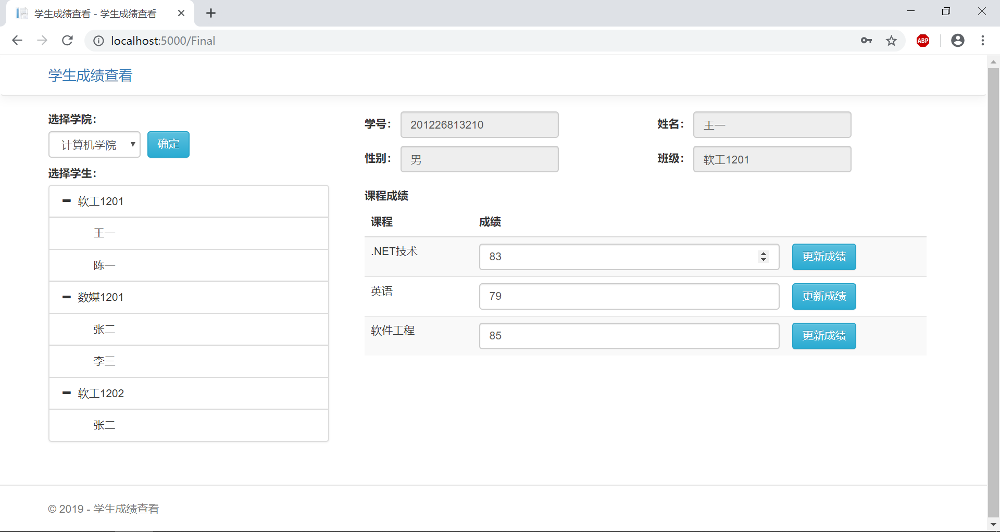 学生成绩查看 - 学生成绩查看
localhost:5000/Final
ABP
学生成绩查看
选择学院：
计算机学院
确定
选择学生：
软工1201
王一
陈一
数媒1201
张二
李三
软工1202
张二
学号：
201226813210
姓名：
王一
性别：
男
班级：
软工1201
课程成绩
课程 成绩
.NET技术 83 更新成绩
英语 79 更新成绩
软件工程 85 更新成绩
© 2019 - 学生成绩查看